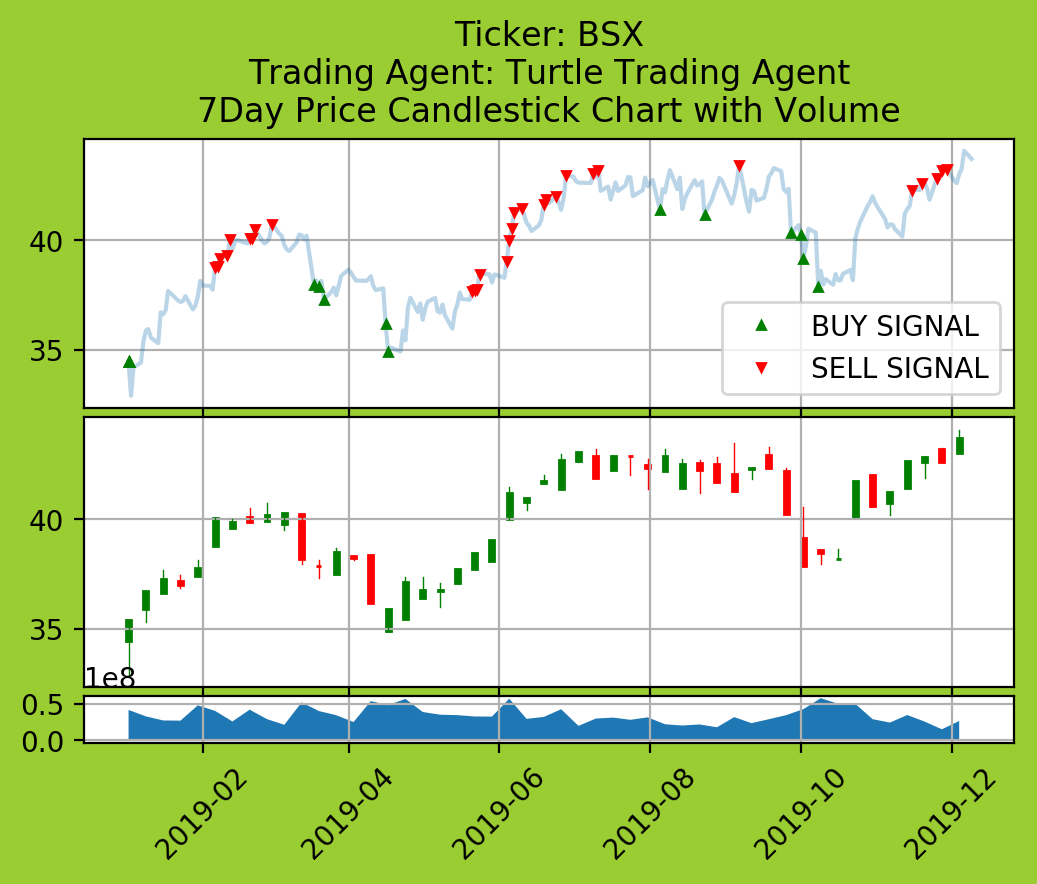 Ticker: BSX
Trading Agent: Turtle Trading Agent
7Day Price Candlestick Chart with Volume
40
35
BUY SIGNAL
SELL SIGNAL
40
35
1e8
0.5
0.0
2019-02
2019-04
2019-06
2019-08
2019-10
2019-12